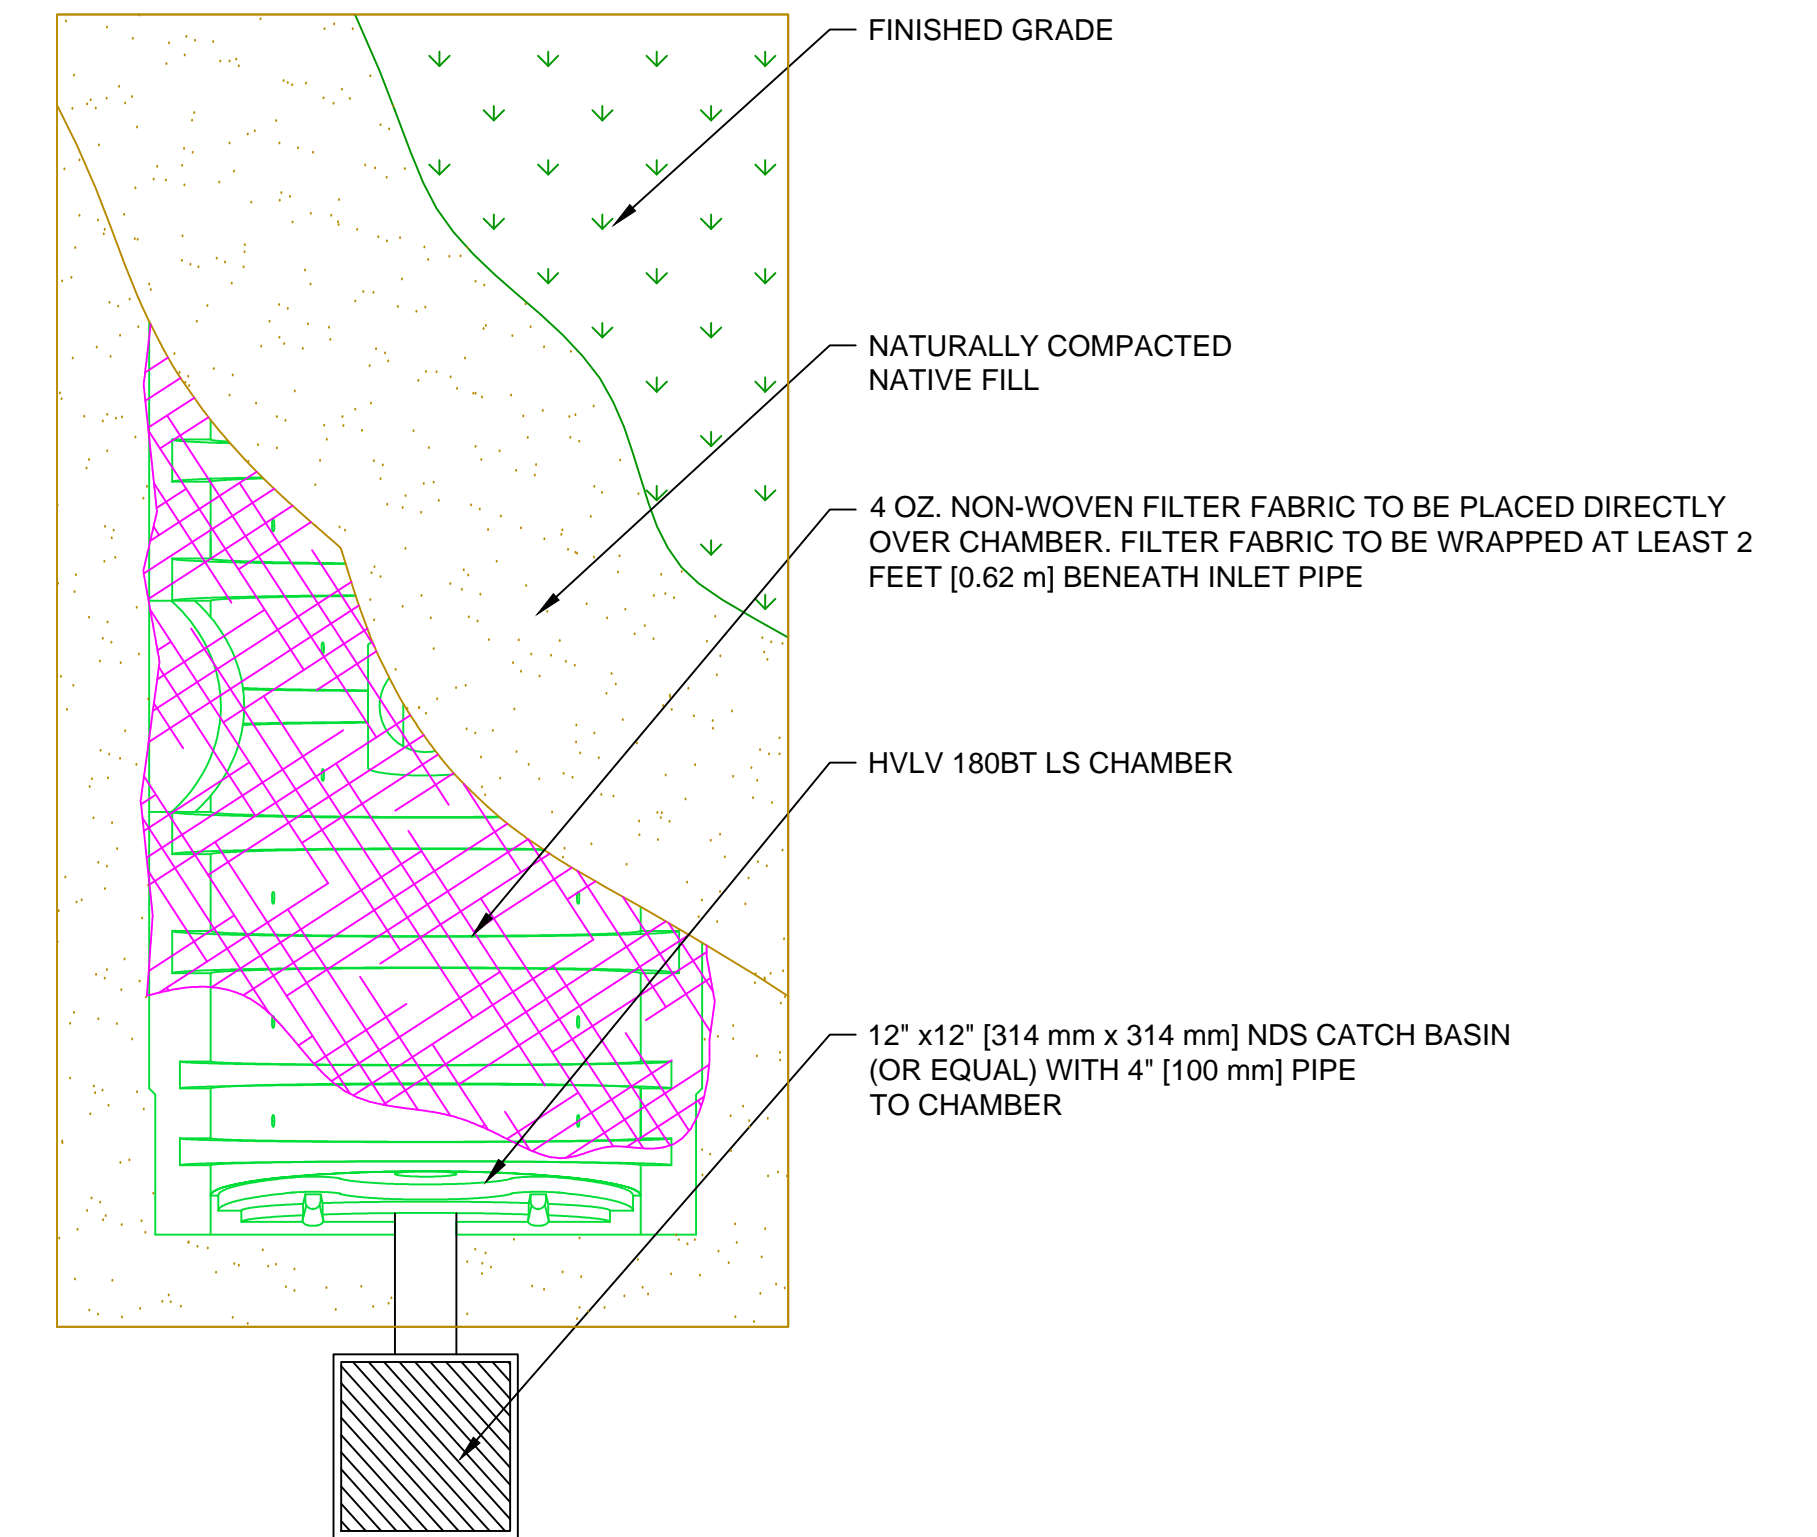 FINISHED GRADE
NATURALLY COMPACTED
NATIVE FILL
4 OZ. NON-WOVEN FILTER FABRIC TO BE PLACED DIRECTLY
OVER CHAMBER. FILTER FABRIC TO BE WRAPPED AT LEAST 2
FEET [0.62 m] BENEATH INLET PIPE
HVLV 180BT LS CHAMBER
12" x12" [314 mm x 314 mm] NDS CATCH BASIN
(OR EQUAL) WITH 4" [100 mm] PIPE
TO CHAMBER